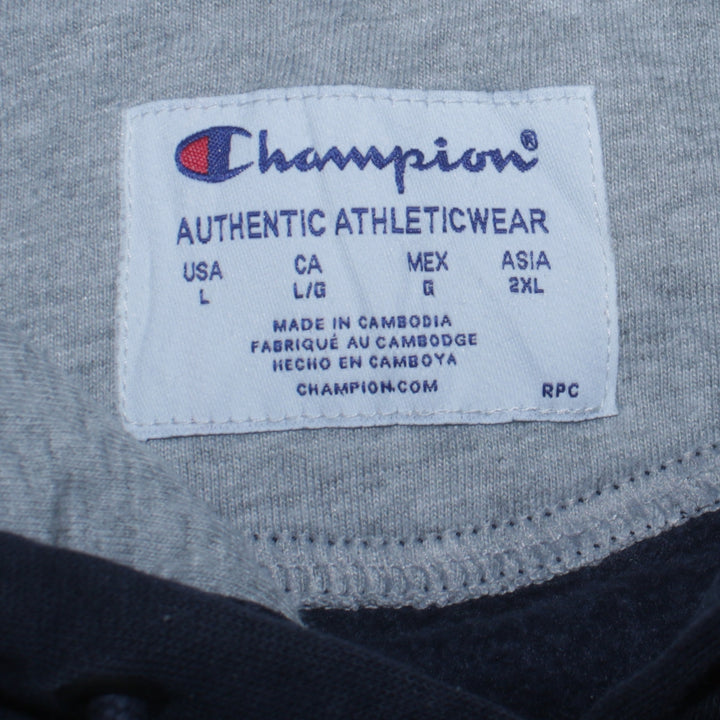 Champion®
AUTHENTIC ATHLETICWEAR
USA CA MEX ASIA
L L/G G 2XL
MADE IN CAMBODIA
FABRIQUÉ AU CAMBODGE
HECHO EN CAMBOYA
CHAMPION.COM RPC